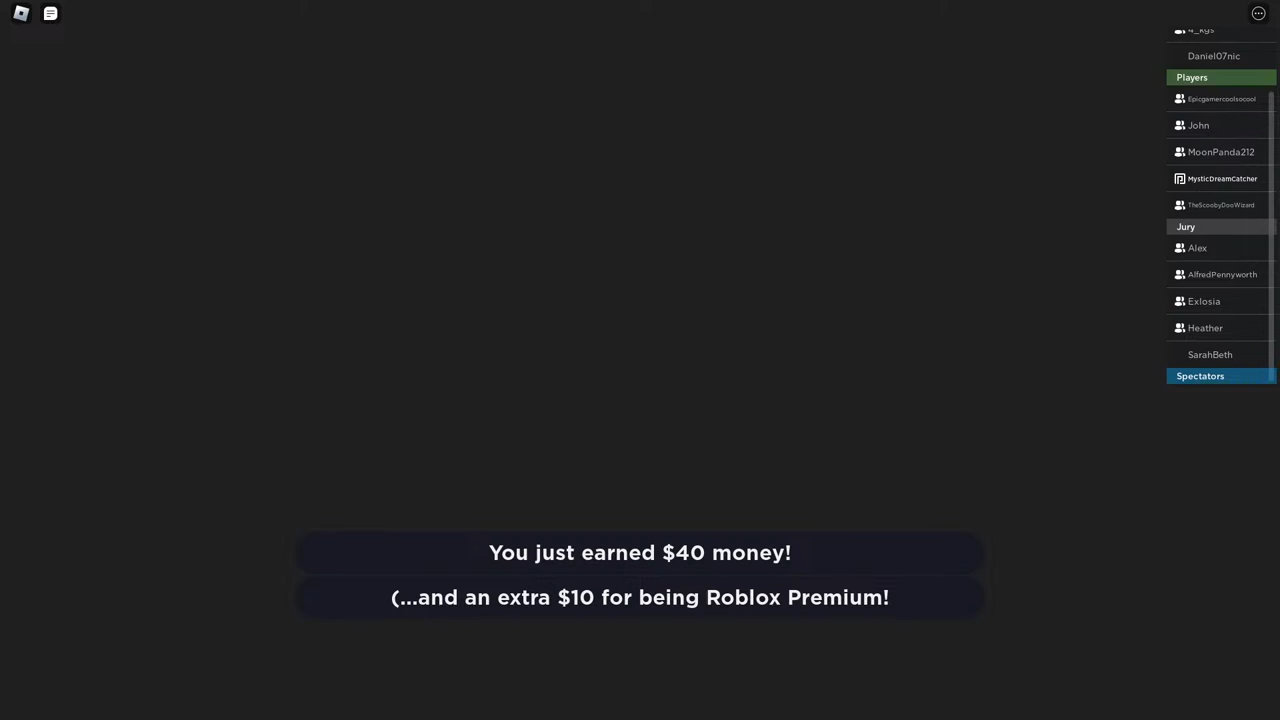 4_kgs
Daniel07nic
Players
Epicgamercoolsocool
John
MoonPanda212
MysticDreamCatcher
TheScoobyDooWizard
Jury
Alex
AlfredPennyworth
Exlosia
Heather
SarahBeth
Spectators
You just earned $40 money!
(...and an extra $10 for being Roblox Premium!